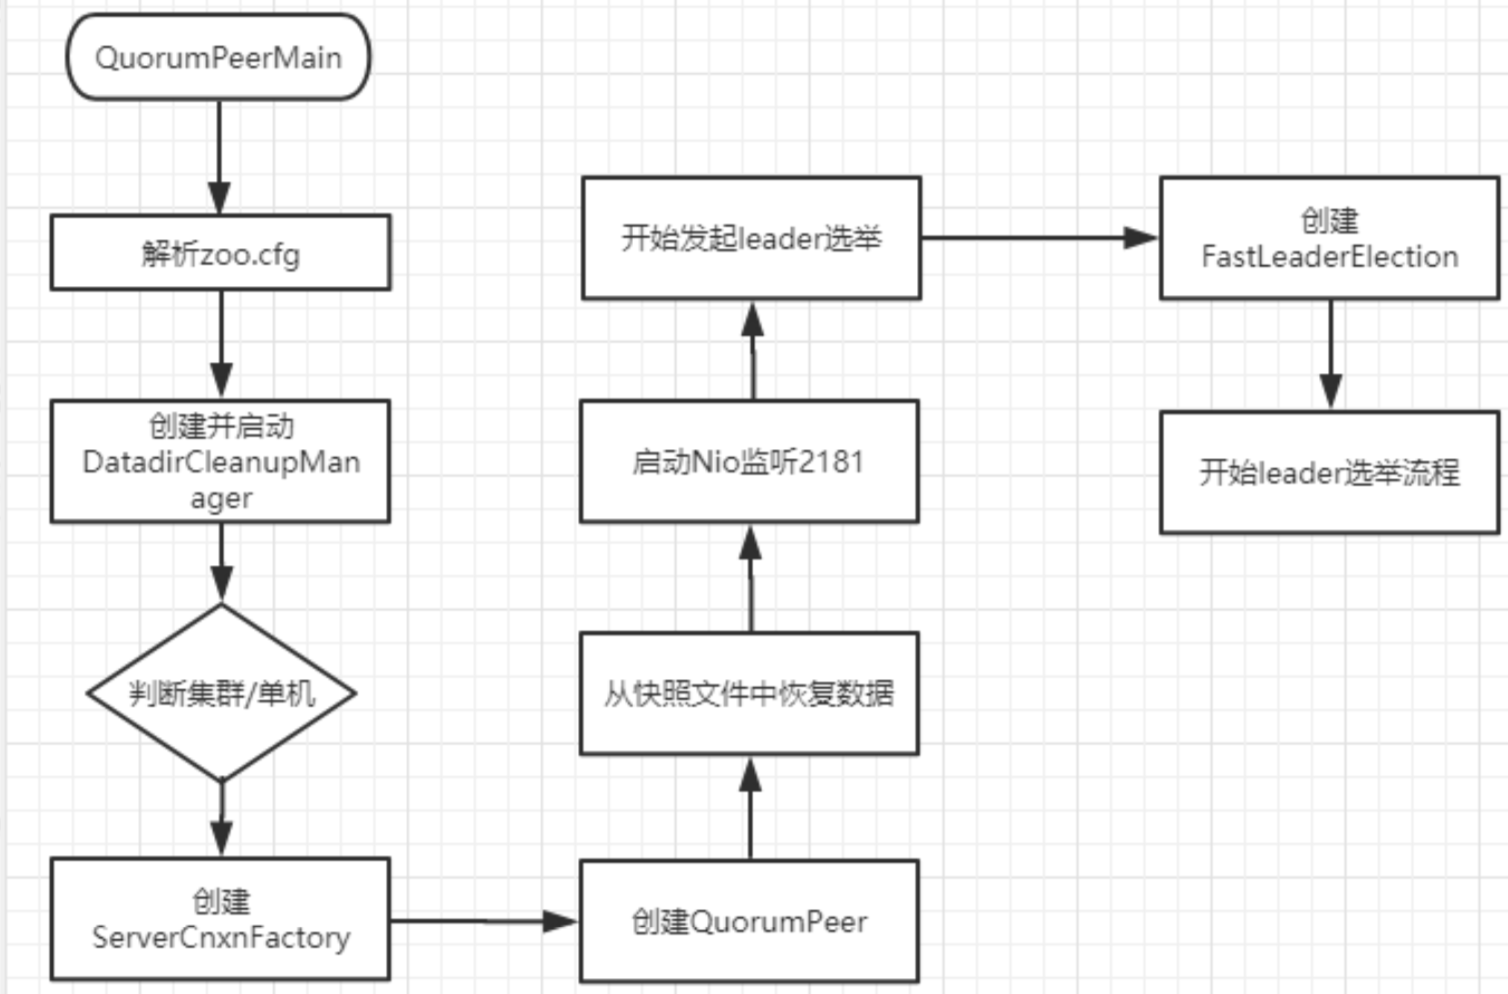 QuorumPeerMain
解析zoo.cfg
创建并启动
DatadirCleanupMan
ager
判断集群/单机
创建
ServerCnxnFactory
创建QuorumPeer
从快照文件中恢复数据
启动Nio监听2181
开始发起leader选举
创建
FastLeaderElection
开始leader选举流程